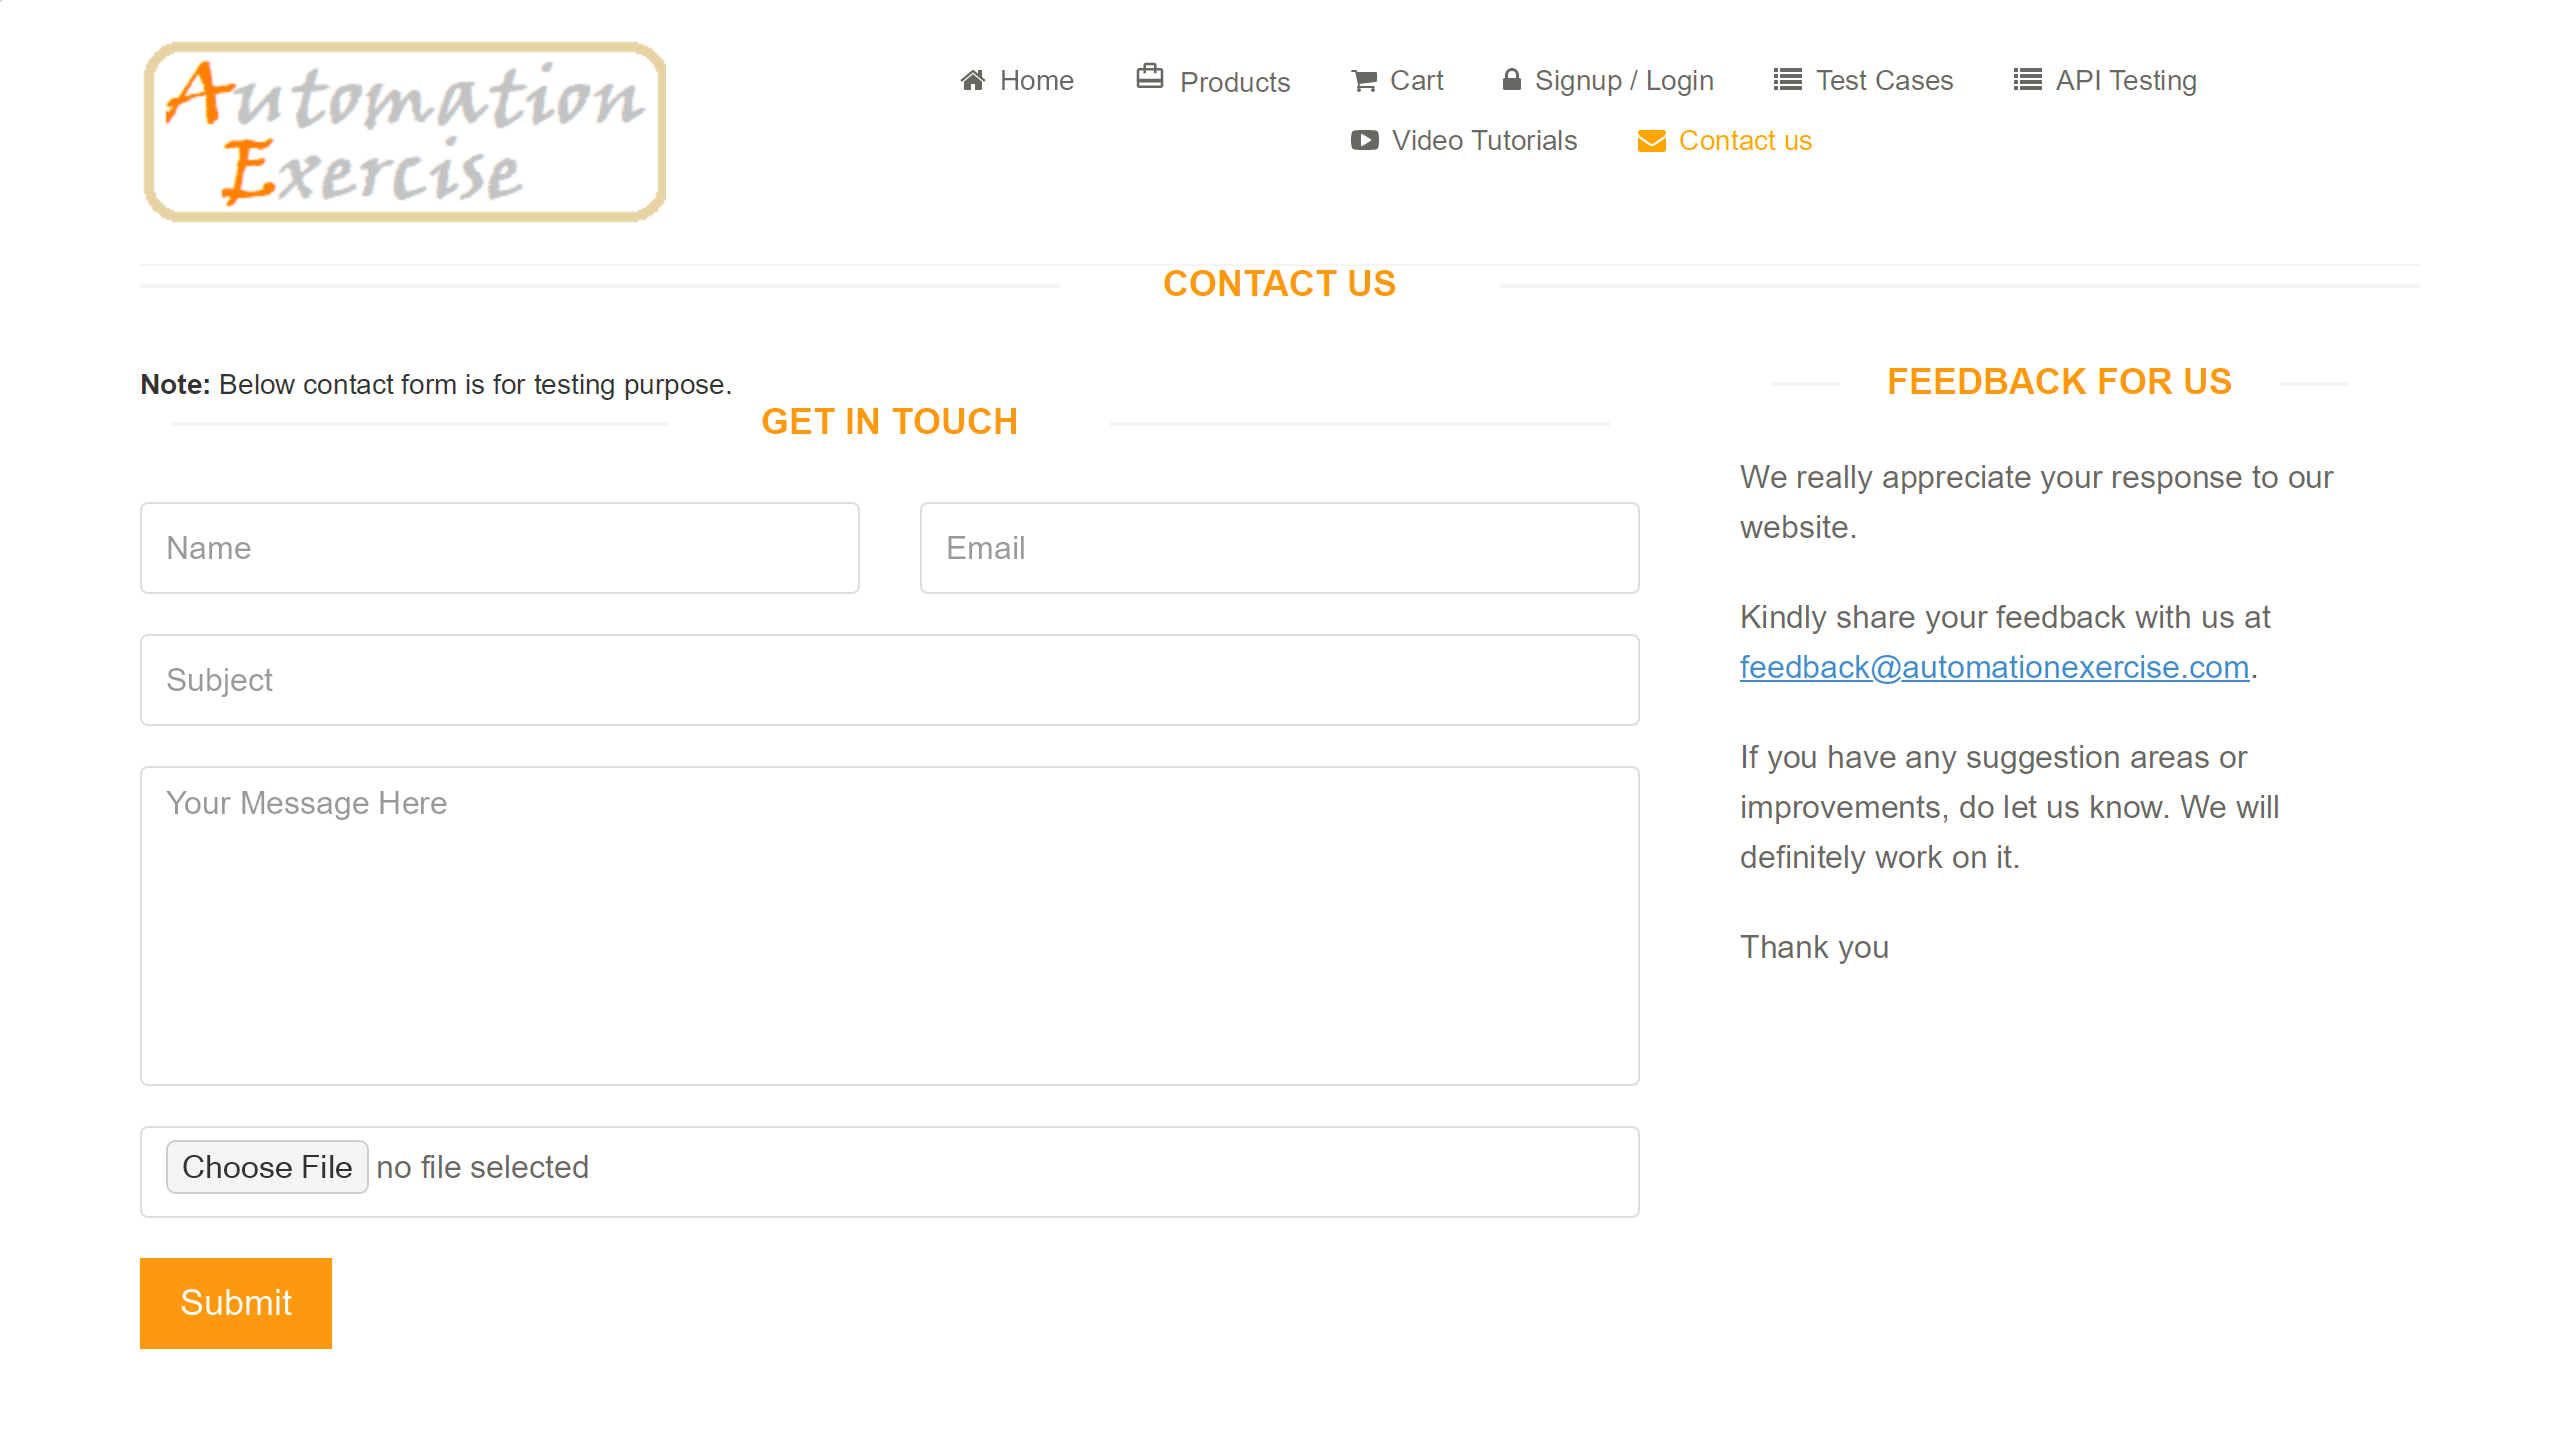 Automation
Exercise
Home
Products
Cart
Signup / Login
Test Cases
API Testing
Video Tutorials
Contact us
CONTACT US
Note: Below contact form is for testing purpose.
GET IN TOUCH
Name
Email
Subject
Your Message Here
Choose File no file selected
Submit
FEEDBACK FOR US
We really appreciate your response to our
website.
Kindly share your feedback with us at
feedback@automationexercise.com.
If you have any suggestion areas or
improvements, do let us know. We will
definitely work on it.
Thank you